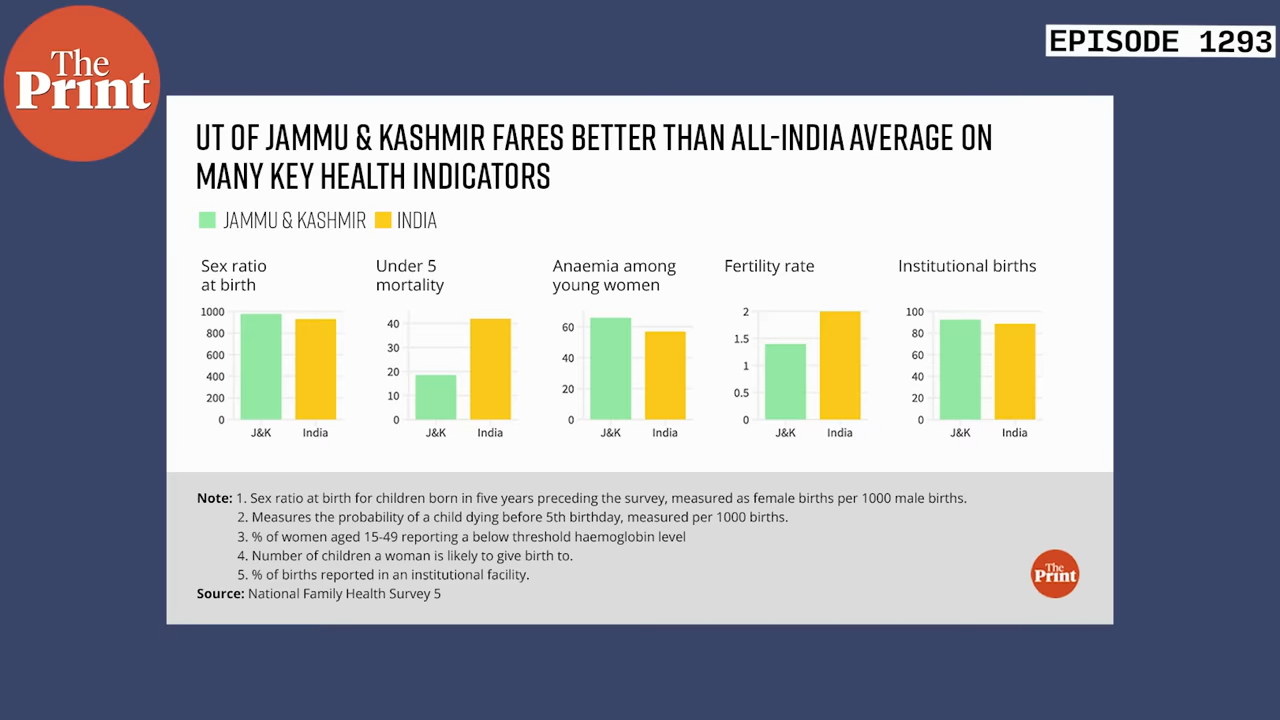 The
Print
EPISODE 1293
UT OF JAMMU & KASHMIR FARES BETTER THAN ALL-INDIA AVERAGE ON
MANY KEY HEALTH INDICATORS
JAMMU & KASHMIR INDIA
Sex ratio
at birth
1000
800
600
400
200
0
J&K India
Under 5
mortality
40
30
20
10
0
J&K India
Anaemia among
young women
60
40
20
0
J&K India
Fertility rate
2
1.5
1
0.5
0
J&K India
Institutional births
100
80
60
40
20
0
J&K India
Note: 1. Sex ratio at birth for children born in five years preceding the survey, measured as female births per 1000 male births.
2. Measures the probability of a child dying before 5th birthday, measured per 1000 births.
3. % of women aged 15-49 reporting a below threshold haemoglobin level
4. Number of children a woman is likely to give birth to.
5. % of births reported in an institutional facility.
Source: National Family Health Survey 5
The
Print